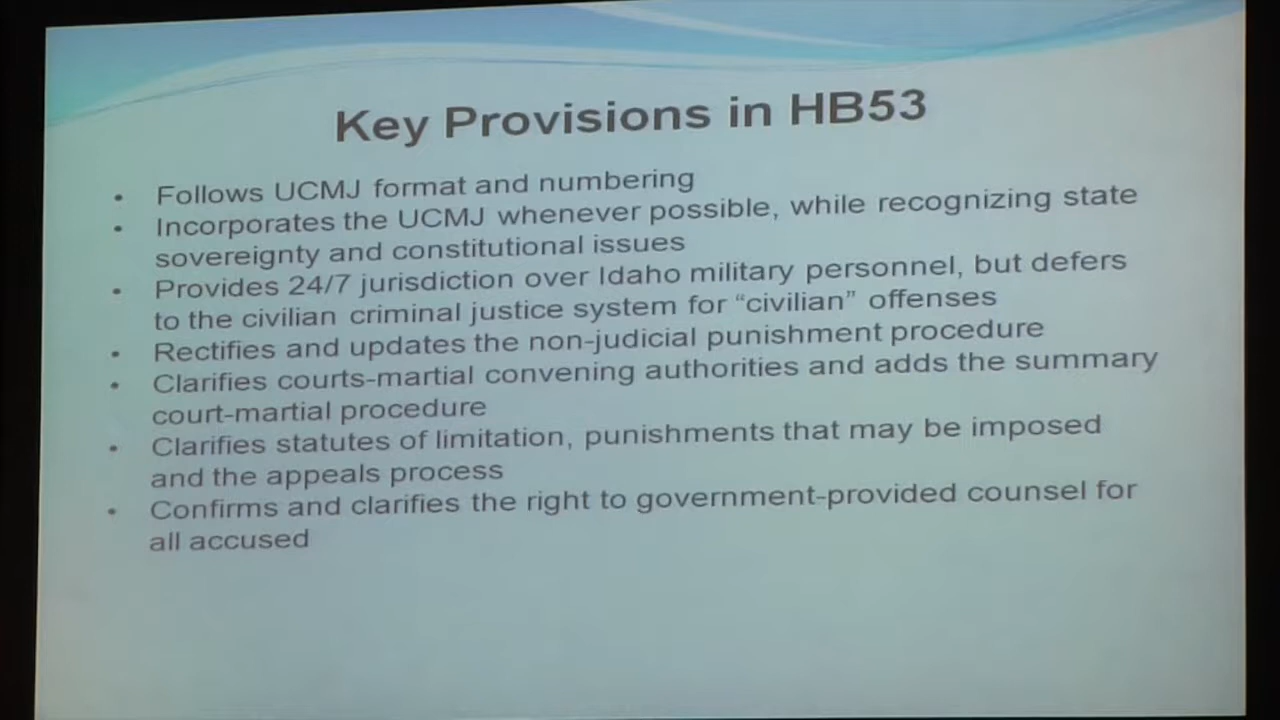 Key Provisions in HB53
• Follows UCMJ format and numbering
• Incorporates the UCMJ whenever possible, while recognizing state
sovereignty and constitutional issues
• Provides 24/7 jurisdiction over Idaho military personnel, but defers
to the civilian criminal justice system for “civilian” offenses
• Rectifies and updates the non-judicial punishment procedure
• Clarifies courts-martial convening authorities and adds the summary
court-martial procedure
• Clarifies statutes of limitation, punishments that may be imposed
and the appeals process
• Confirms and clarifies the right to government-provided counsel for
all accused